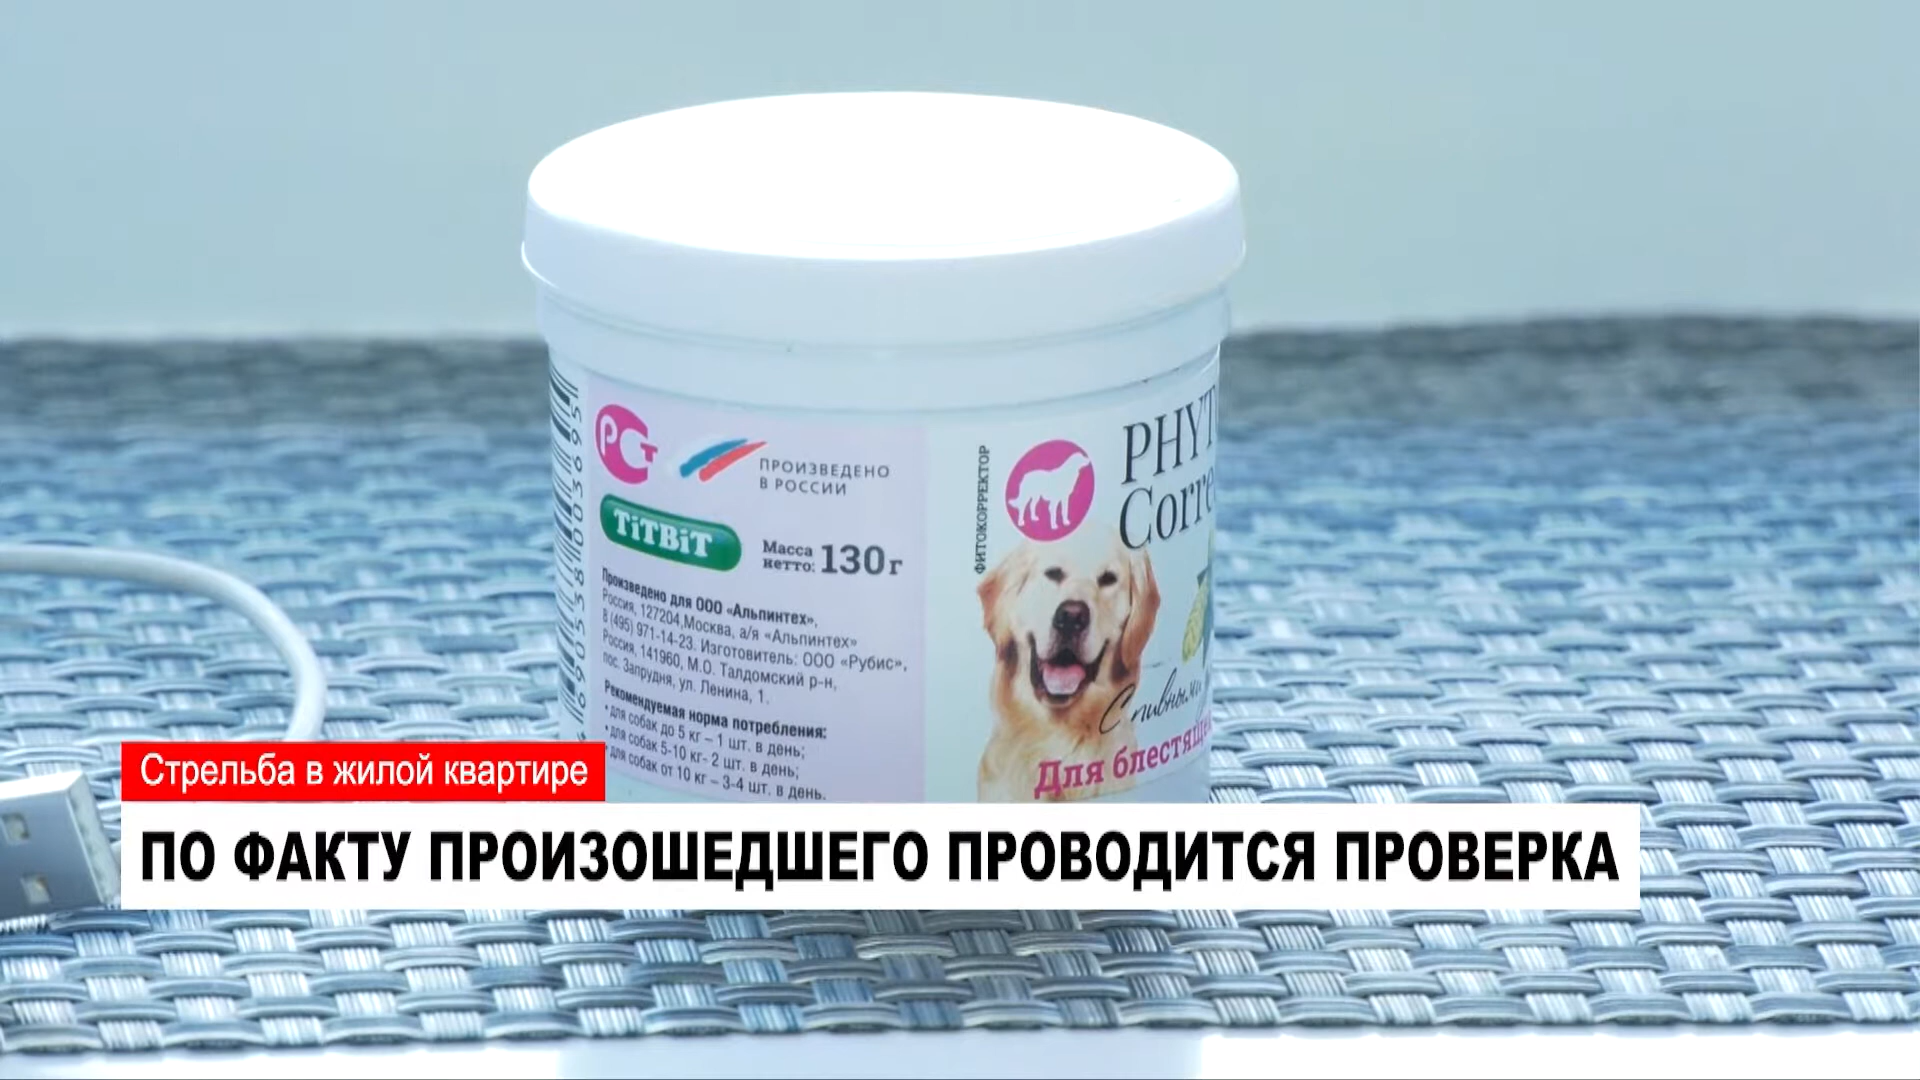 РСТ
ПРОИЗВЕДЕНО
В РОССИИ
TiTBiT
Масса
нетто: 130 г
Произведено для ООО «Альпинтех»,
Россия, 127204,Москва, а/я «Альпинтех»
8 (495) 971-14-23. Изготовитель: ООО «Рубис»,
Россия, 141960, М.О. Талдомский р-н,
пос. Запрудня, ул. Ленина, 1.
Рекомендуемая норма потребления:
• для собак до 5 кг – 1 шт. в день;
• для собак 5-10 кг- 2 шт. в день;
• для собак от 10 кг – 3-4 шт. в день.
ФИТОКОРРЕКТОР
PHYT
Corre
С пивными
Для блестящ
Стрельба в жилой квартире
ПО ФАКТУ ПРОИЗОШЕДШЕГО ПРОВОДИТСЯ ПРОВЕРКА